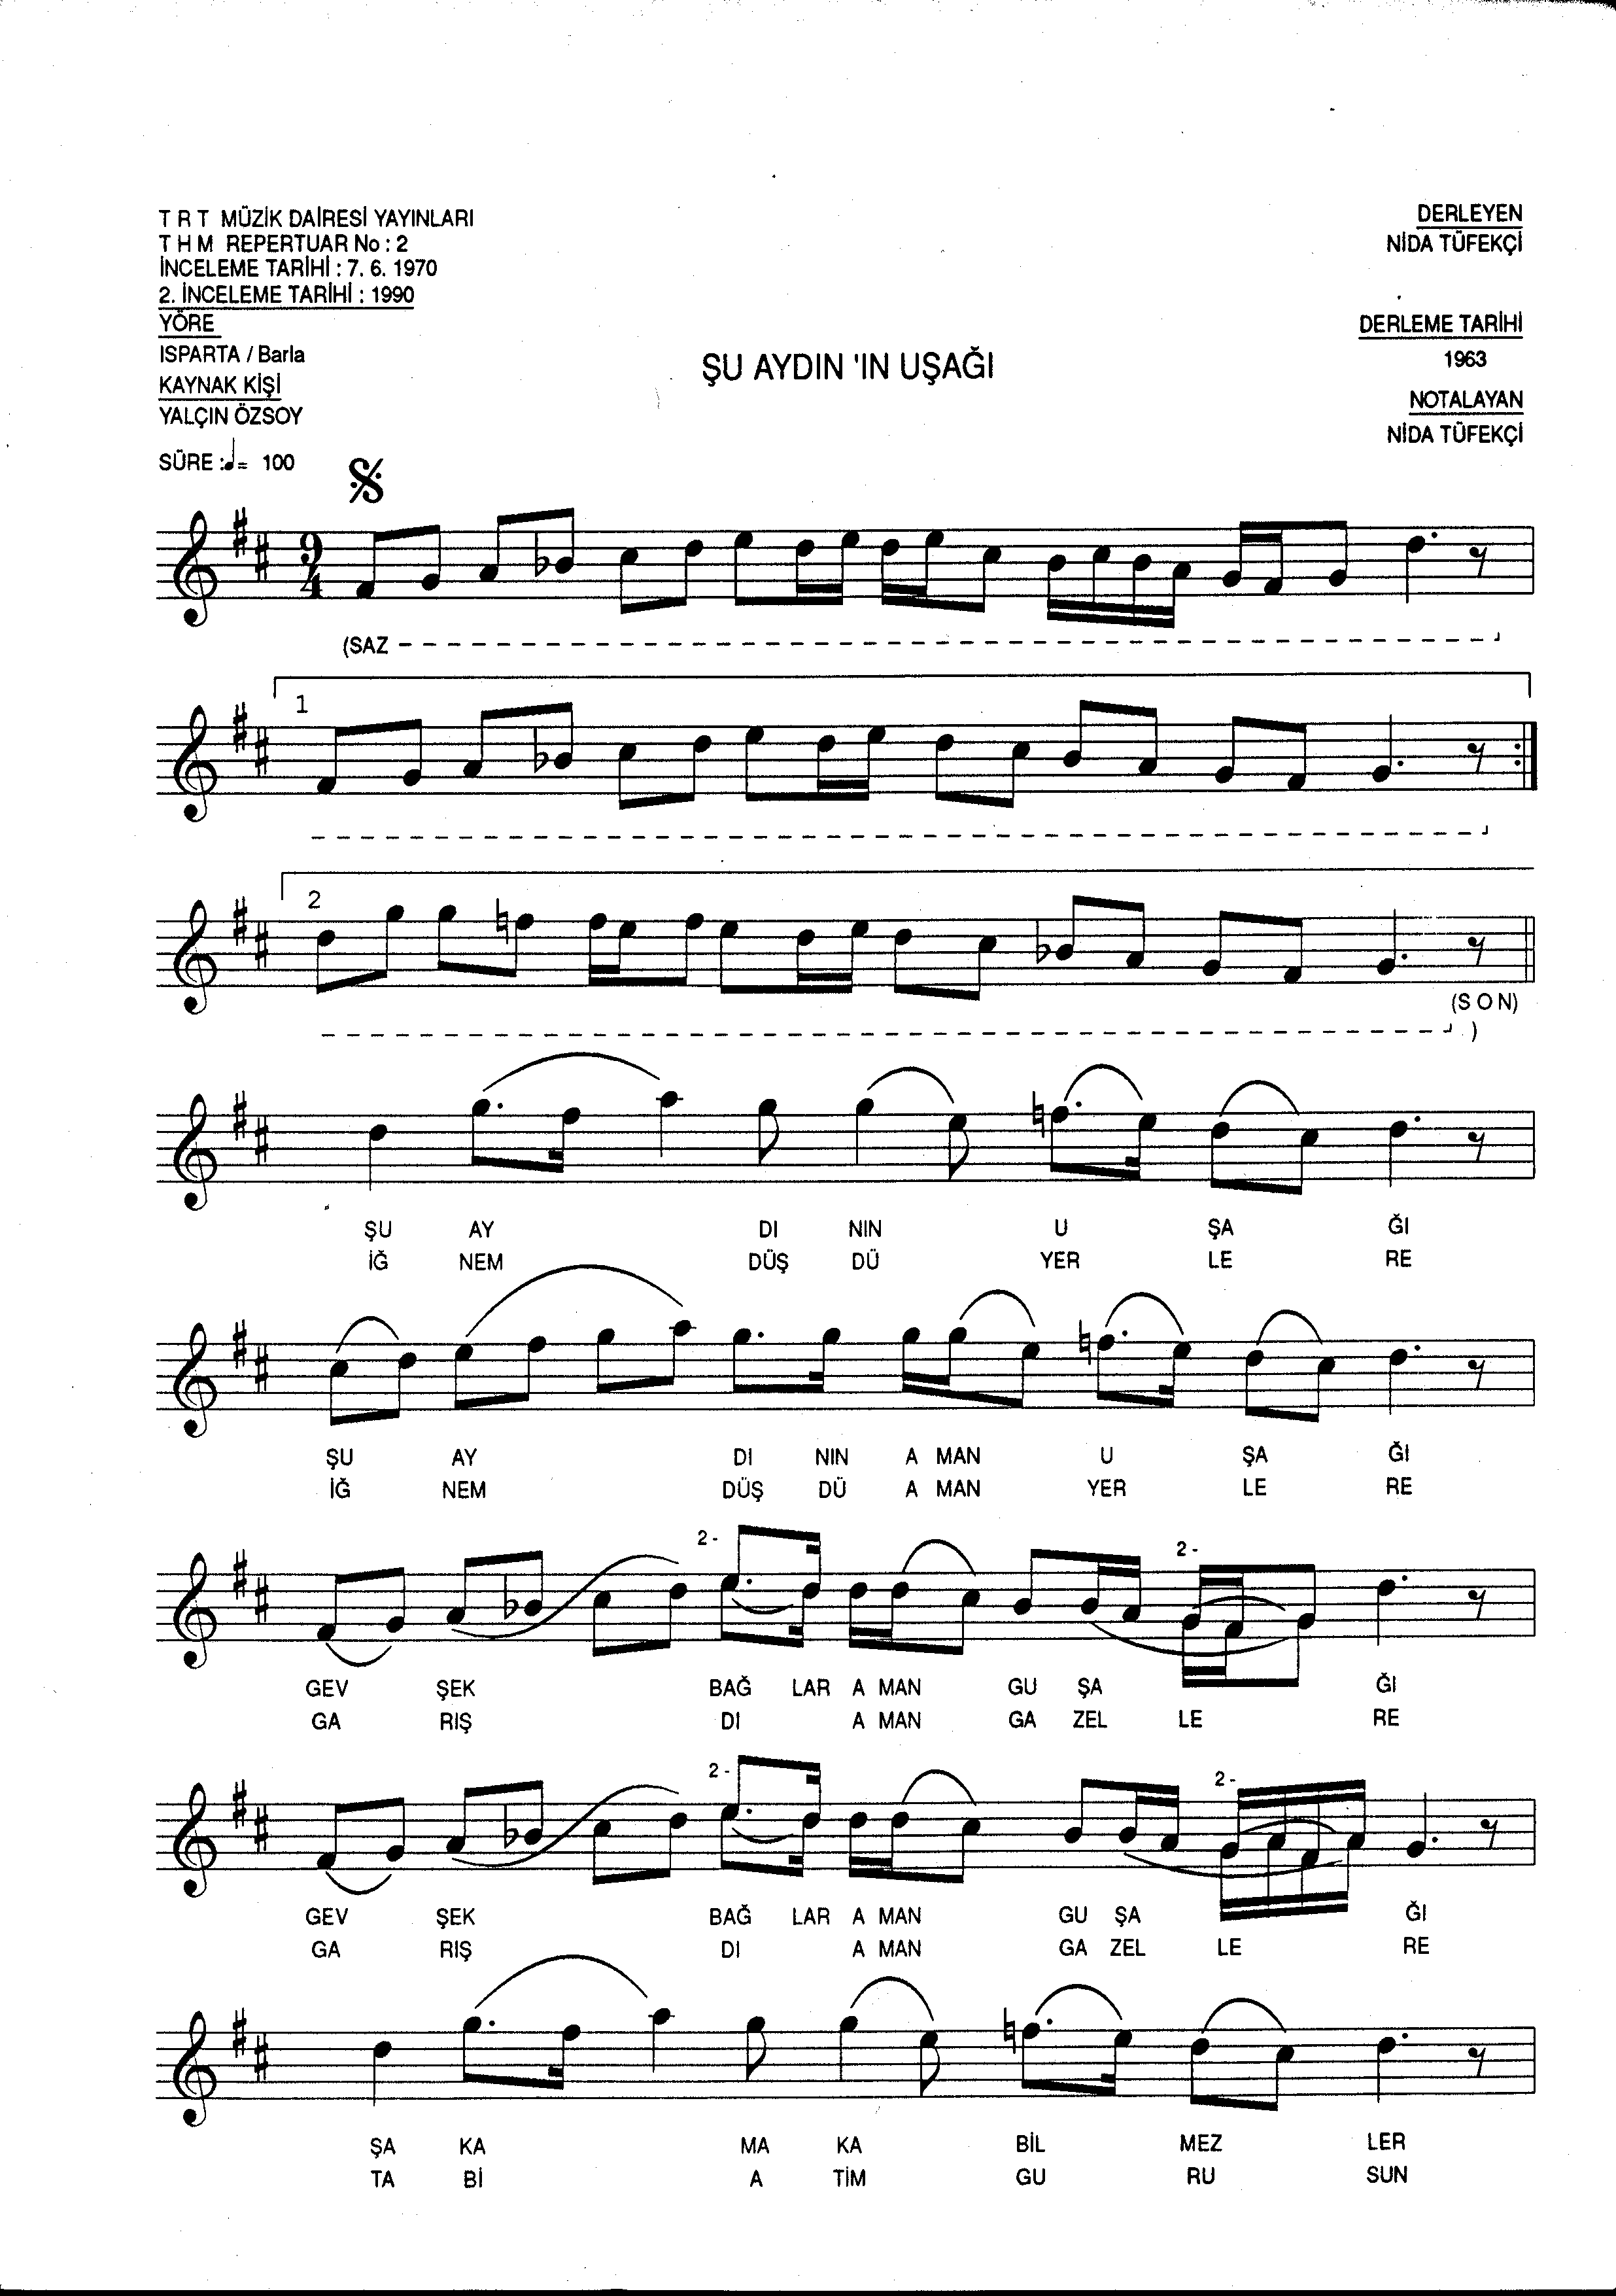 T R T MÜZİK DAİRESİ YAYINLARI
T H M REPERTUAR No : 2
İNCELEME TARİHİ : 7. 6. 1970
2. İNCELEME TARİHİ : 1990
YÖRE
ISPARTA / Barla
KAYNAK KİŞİ
YALÇIN ÖZSOY
SÜRE : ♩= 100
ŞU AYDIN 'IN UŞAĞI
DERLEYEN
NİDA TÜFEKÇİ
DERLEME TARİHİ
1963
NOTALAYAN
NİDA TÜFEKÇİ
9
4
(SAZ
1
2
(S O N)
)
ŞU AY DI NIN U ŞA ĞI
İĞ NEM DÜŞ DÜ YER LE RE
ŞU AY DI NIN A MAN U ŞA ĞI
İĞ NEM DÜŞ DÜ A MAN YER LE RE
2 - 2 -
GEV ŞEK BAĞ LAR A MAN GU ŞA ĞI
GA RIŞ DI A MAN GA ZEL LE RE
2 - 2 -
GEV ŞEK BAĞ LAR A MAN GU ŞA ĞI
GA RIŞ DI A MAN GA ZEL LE RE
ŞA KA MA KA BİL MEZ LER
TA Bİ A TİM GU RU SUN